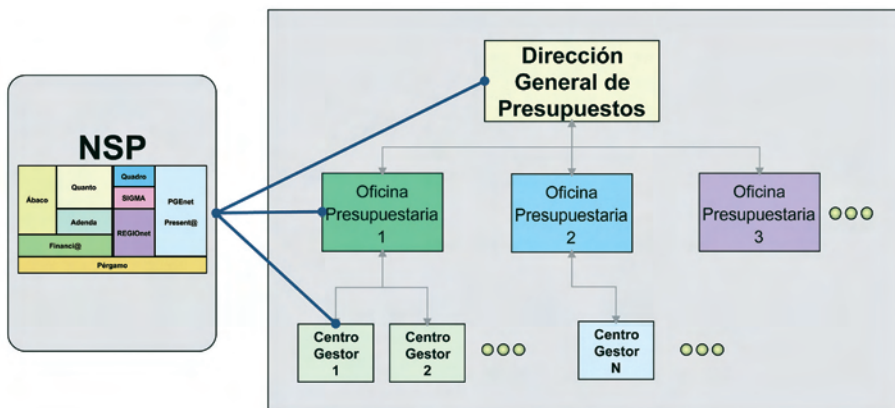 NSP
Ábaco
Quanto
Adenda
Quadro
SIGMA
REGIOnet
PGEnet
Present@
Financi@
Pérgamo
Dirección
General de
Presupuestos
Oficina
Presupuestaria
1
Oficina
Presupuestaria
2
Oficina
Presupuestaria
3
Centro
Gestor
1
Centro
Gestor
2
Centro
Gestor
N